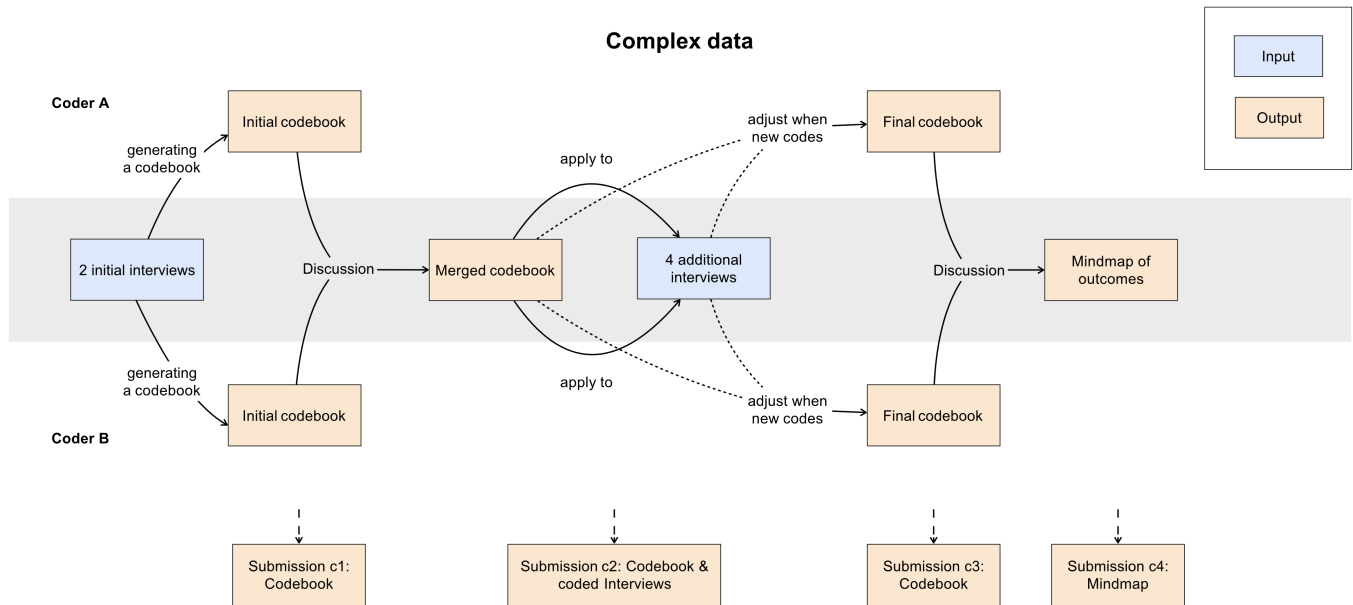 Complex data
Input
Output
Coder A
Initial codebook
generating
a codebook
apply to
adjust when
new codes
Final codebook
2 initial interviews
Discussion
Merged codebook
4 additional
interviews
Discussion
Mindmap of
outcomes
generating
a codebook
Initial codebook
apply to
adjust when
new codes
Final codebook
Coder B
Submission c1:
Codebook
Submission c2: Codebook &
coded Interviews
Submission c3:
Codebook
Submission c4:
Mindmap